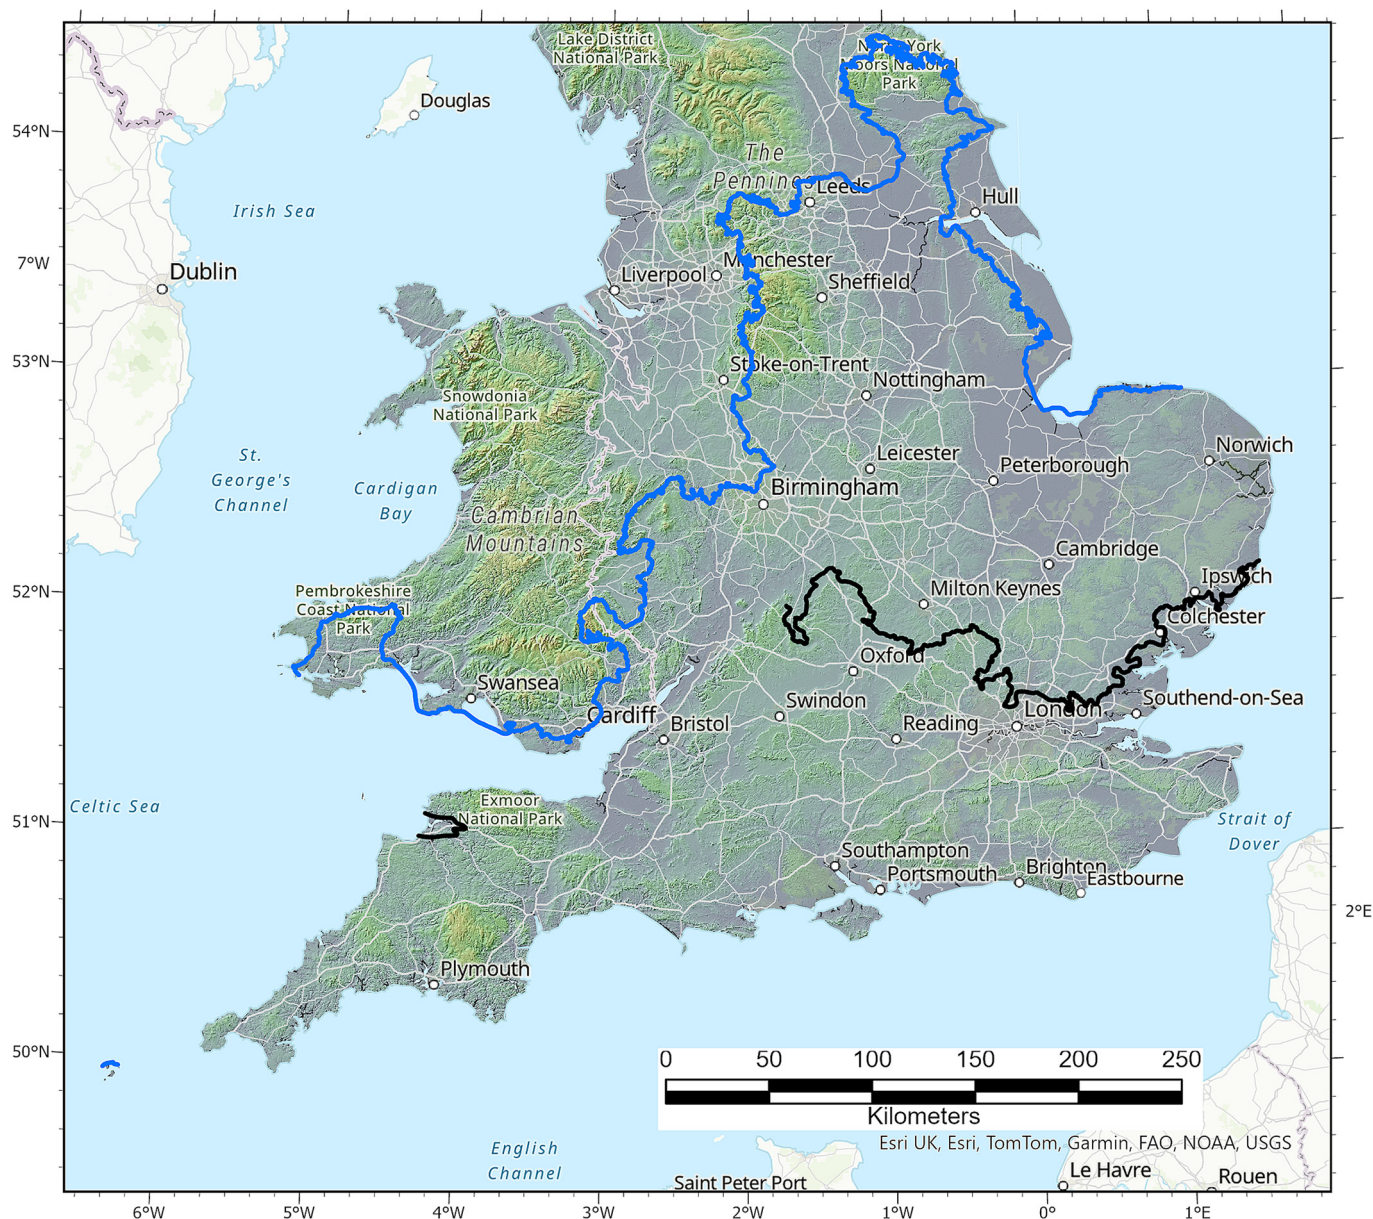 Lake District
National Park
North York
Moors National
Park
Douglas
54°N
The
Pennines
Leeds
Irish Sea
Hull
7°W
Dublin
Manchester
Liverpool
Sheffield
53°N
Stoke-on-Trent
Nottingham
Snowdonia
National Park
Norwich
St.
George's
Channel
Leicester
Peterborough
Cardigan
Bay
Birmingham
Cambrian
Mountains
Cambridge
52°N
Pembrokeshire
Coast National
Park
Milton Keynes
Ipswich
Colchester
Oxford
Swansea
Swindon
Southend-on-Sea
London
Cardiff
Bristol
Reading
Celtic Sea
Exmoor
National Park
51°N
Strait of
Dover
Southampton
Portsmouth
Brighton
Eastbourne
2°E
Plymouth
50°N
0 50 100 150 200 250
Kilometers
Esri UK, Esri, TomTom, Garmin, FAO, NOAA, USGS
English
Channel
Saint Peter Port
Le Havre
Rouen
6°W 5°W 4°W 3°W 2°W 1°W 0° 1°E